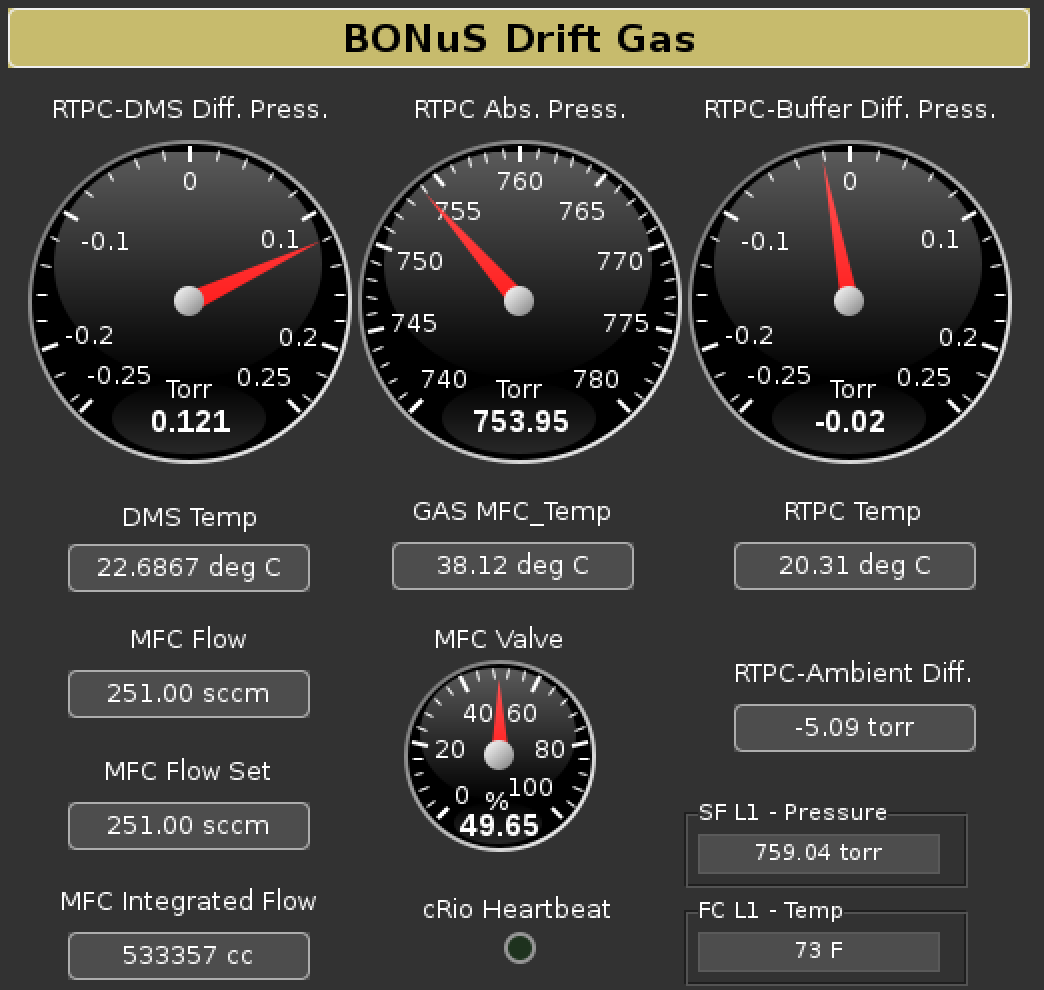 BONuS Drift Gas
RTPC-DMS Diff. Press.
0
-0.1
0.1
-0.2
0.2
-0.25
0.25
Torr
0.121
RTPC Abs. Press.
760
755
765
750
770
745
775
740
780
Torr
753.95
RTPC-Buffer Diff. Press.
0
-0.1
0.1
-0.2
0.2
-0.25
0.25
Torr
-0.02
DMS Temp
22.6867 deg C
GAS MFC_Temp
38.12 deg C
RTPC Temp
20.31 deg C
MFC Flow
251.00 sccm
MFC Flow Set
251.00 sccm
MFC Integrated Flow
533357 cc
MFC Valve
40 60
20 80
0 % 100
49.65
cRio Heartbeat
RTPC-Ambient Diff.
-5.09 torr
SF L1 - Pressure
759.04 torr
FC L1 - Temp
73 F